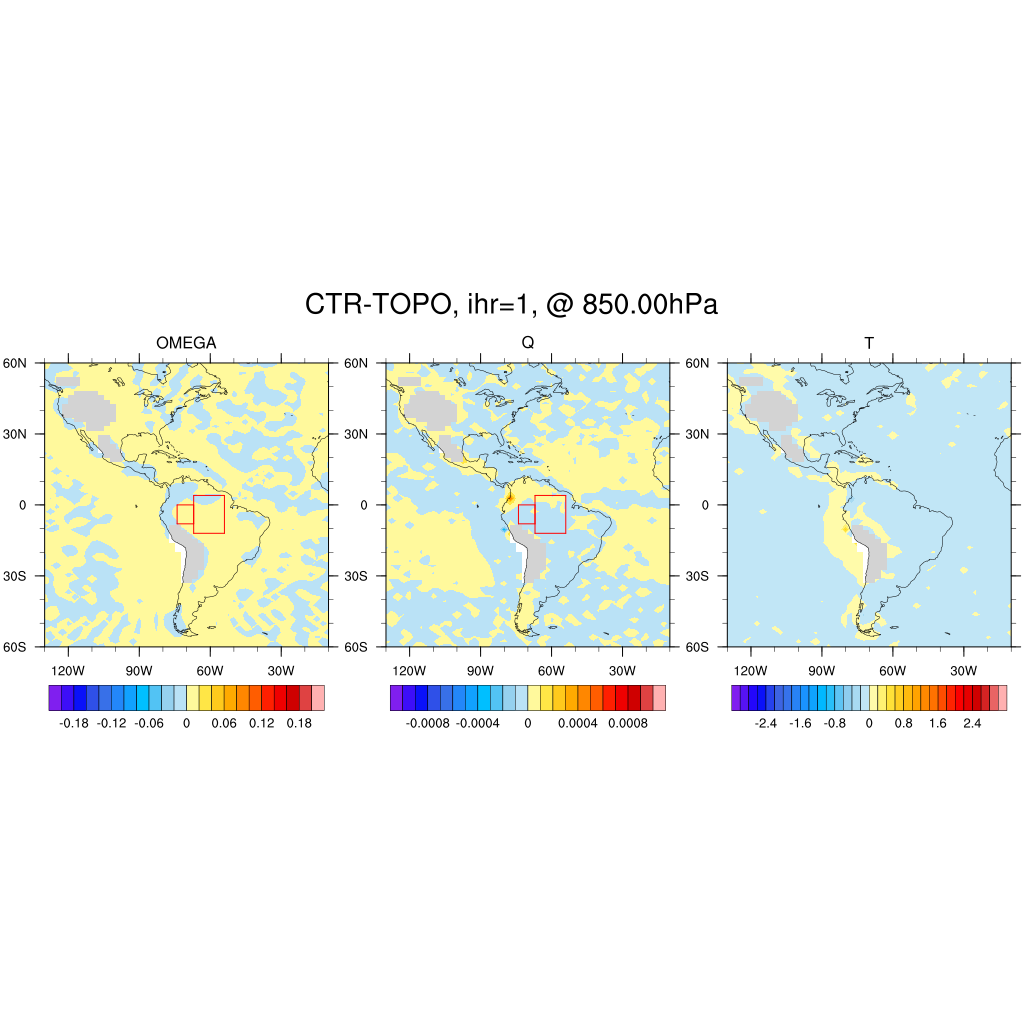 CTR-TOPO, ihr=1, @ 850.00hPa
OMEGA
Q
T
60N
30N
0
30S
60S
120W 90W 60W 30W
60N
30N
0
30S
60S
120W 90W 60W 30W
60N
30N
0
30S
60S
120W 90W 60W 30W
-0.18 -0.12 -0.06 0 0.06 0.12 0.18
-0.0008 -0.0004 0 0.0004 0.0008
-2.4 -1.6 -0.8 0 0.8 1.6 2.4